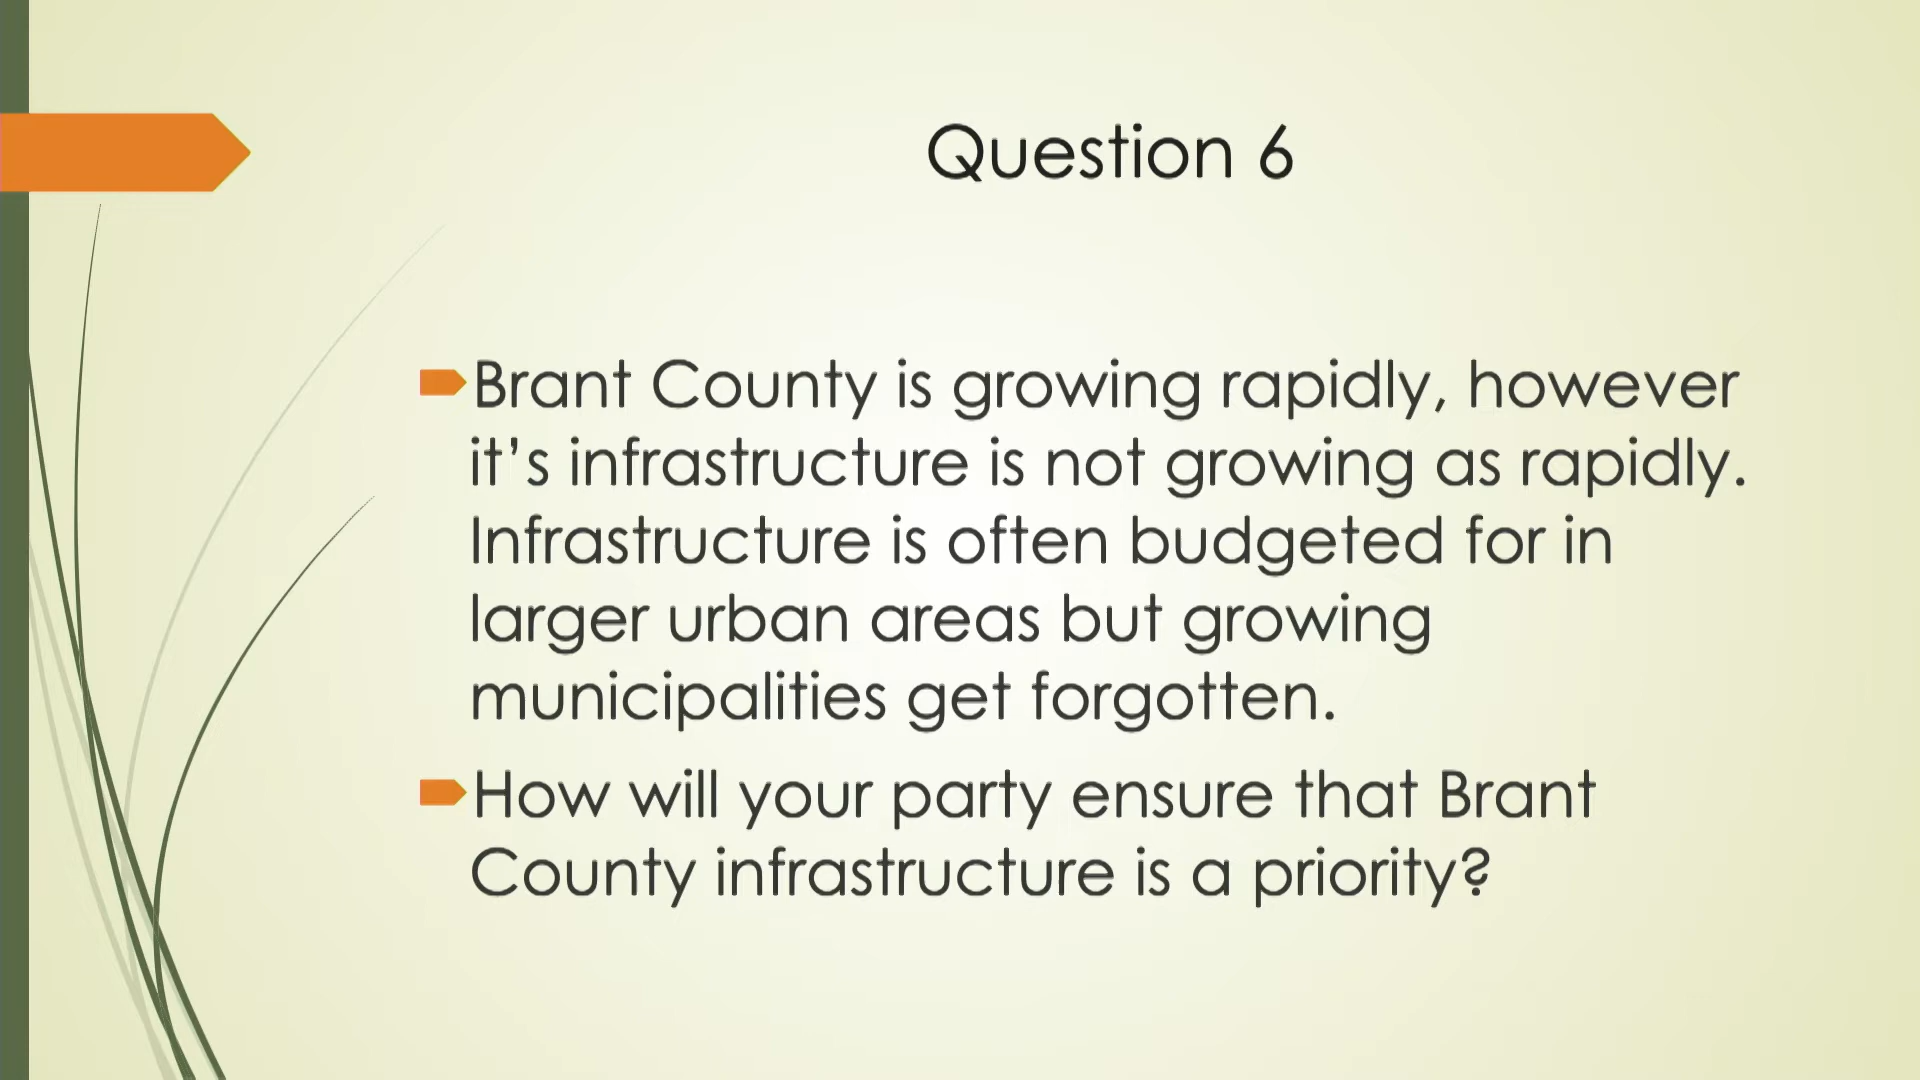 Question 6
Brant County is growing rapidly, however
it’s infrastructure is not growing as rapidly.
Infrastructure is often budgeted for in
larger urban areas but growing
municipalities get forgotten.
How will your party ensure that Brant
County infrastructure is a priority?